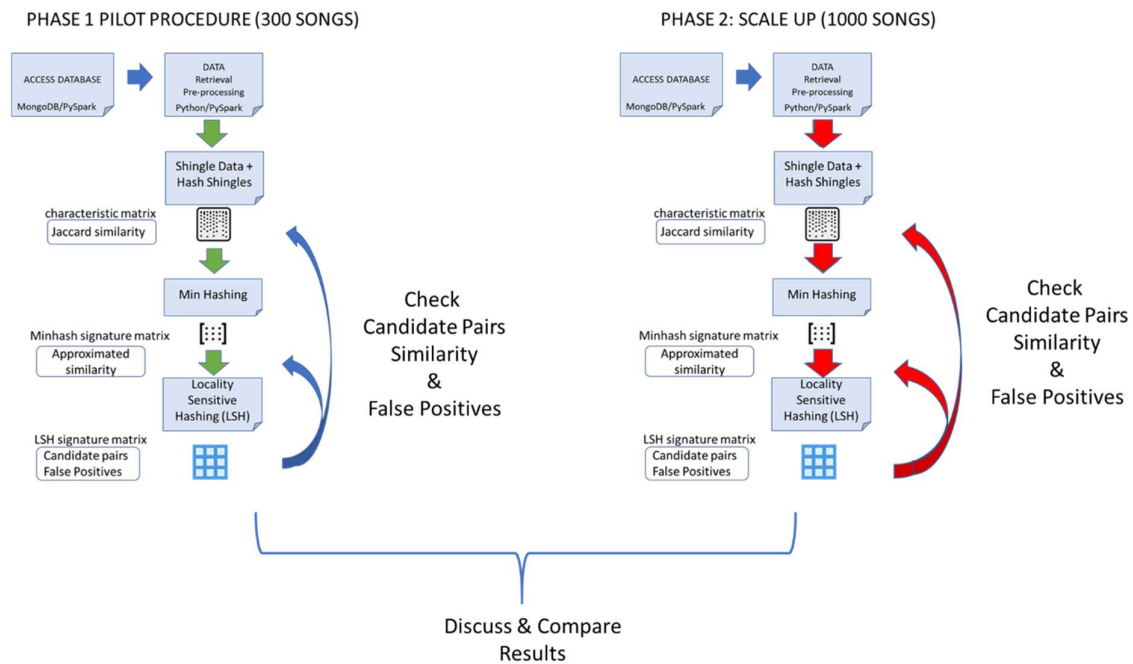 PHASE 1 PILOT PROCEDURE (300 SONGS)
ACCESS DATABASE
MongoDB/PySpark
DATA
Retrieval
Pre-processing
Python/PySpark
Shingle Data +
Hash Shingles
characteristic matrix
Jaccard similarity
Min Hashing
Minhash signature matrix
Approximated
similarity
Locality
Sensitive
Hashing (LSH)
LSH signature matrix
Candidate pairs
False Positives
Check
Candidate Pairs
Similarity
&
False Positives
PHASE 2: SCALE UP (1000 SONGS)
ACCESS DATABASE
MongoDB/PySpark
DATA
Retrieval
Pre-processing
Python/PySpark
Shingle Data +
Hash Shingles
characteristic matrix
Jaccard similarity
Min Hashing
Minhash signature matrix
Approximated
similarity
Locality
Sensitive
Hashing (LSH)
LSH signature matrix
Candidate pairs
False Positives
Check
Candidate Pairs
Similarity
&
False Positives
Discuss & Compare
Results